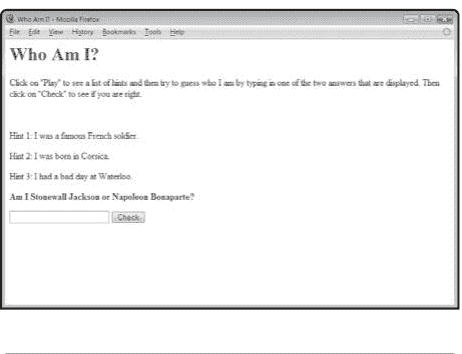 Who Am I? - Mozilla Firefox
File Edit View History Bookmarks Tools Help
Who Am I?
Click on "Play" to see a list of hints and then try to guess who I am by typing in one of the two answers that are displayed. Then
click on "Check" to see if you are right.
Hint 1: I was a famous French soldier.
Hint 2: I was born in Corsica.
Hint 3: I had a bad day at Waterloo.
Am I Stonewall Jackson or Napoleon Bonaparte?
Check